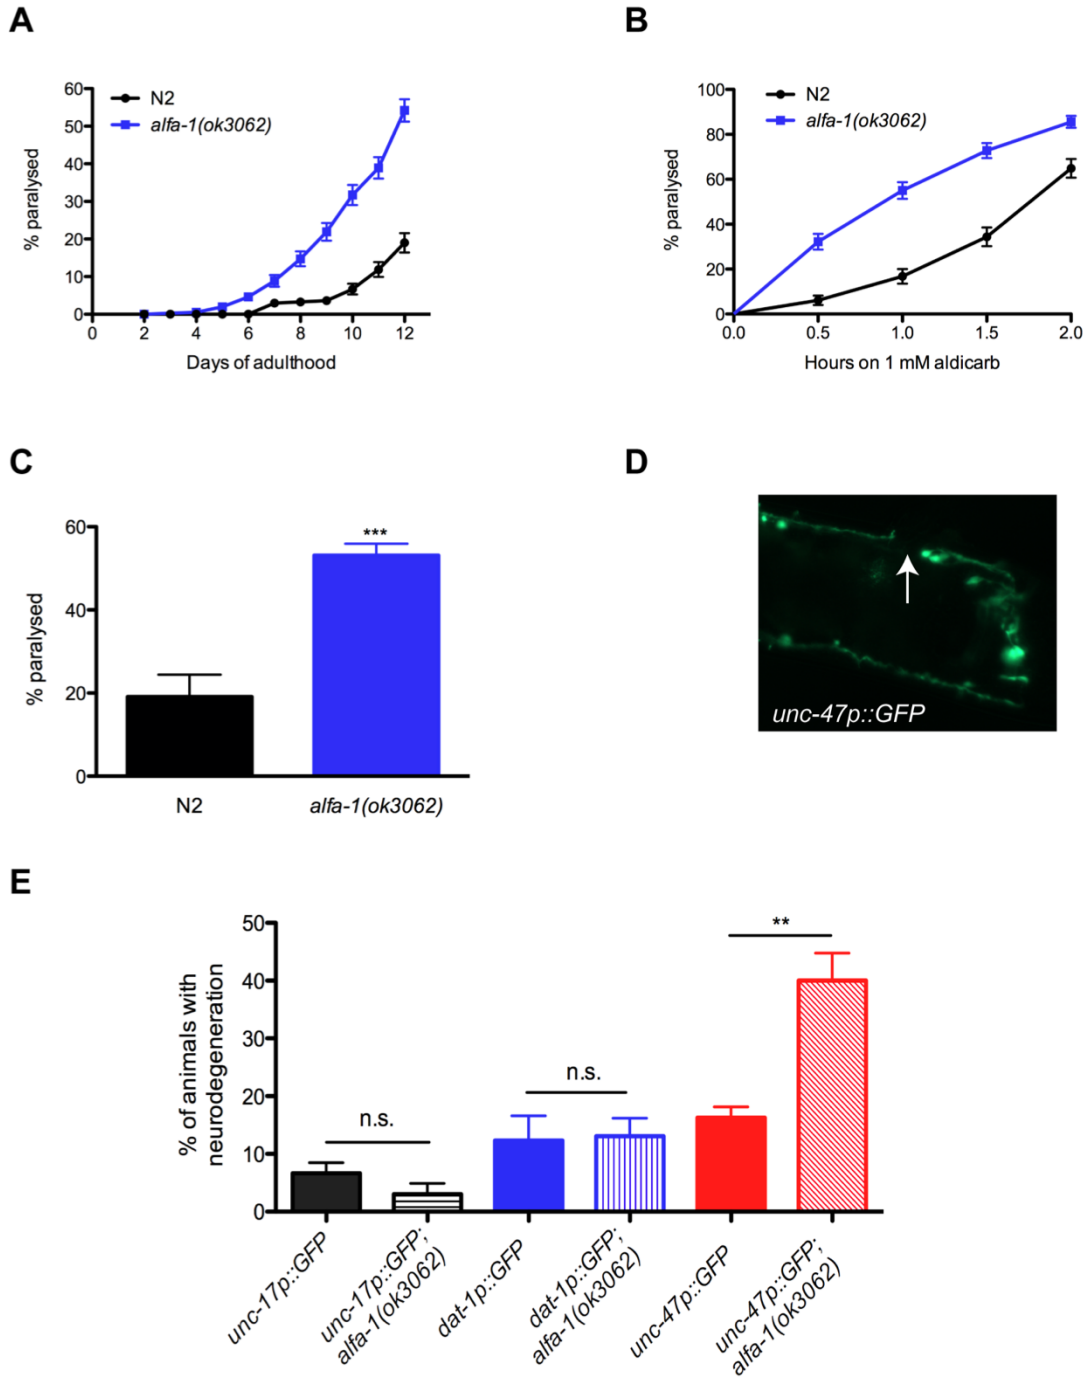 A
60
50
40
30
20
10
0
% paralysed
N2
alfa-1(ok3062)
0 2 4 6 8 10 12
Days of adulthood
B
100
80
60
40
20
0
% paralysed
N2
alfa-1(ok3062)
0.0 0.5 1.0 1.5 2.0
Hours on 1 mM aldicarb
C
60
40
20
0
% paralysed
***
N2 alfa-1(ok3062)
D
unc-47p::GFP
E
50
40
30
20
10
0
% of animals with
neurodegeneration
n.s.
n.s.
**
unc-17p::GFP
unc-17p::GFP;
alfa-1(ok3062)
dat-1p::GFP
dat-1p::GFP;
alfa-1(ok3062)
unc-47p::GFP
unc-47p::GFP;
alfa-1(ok3062)